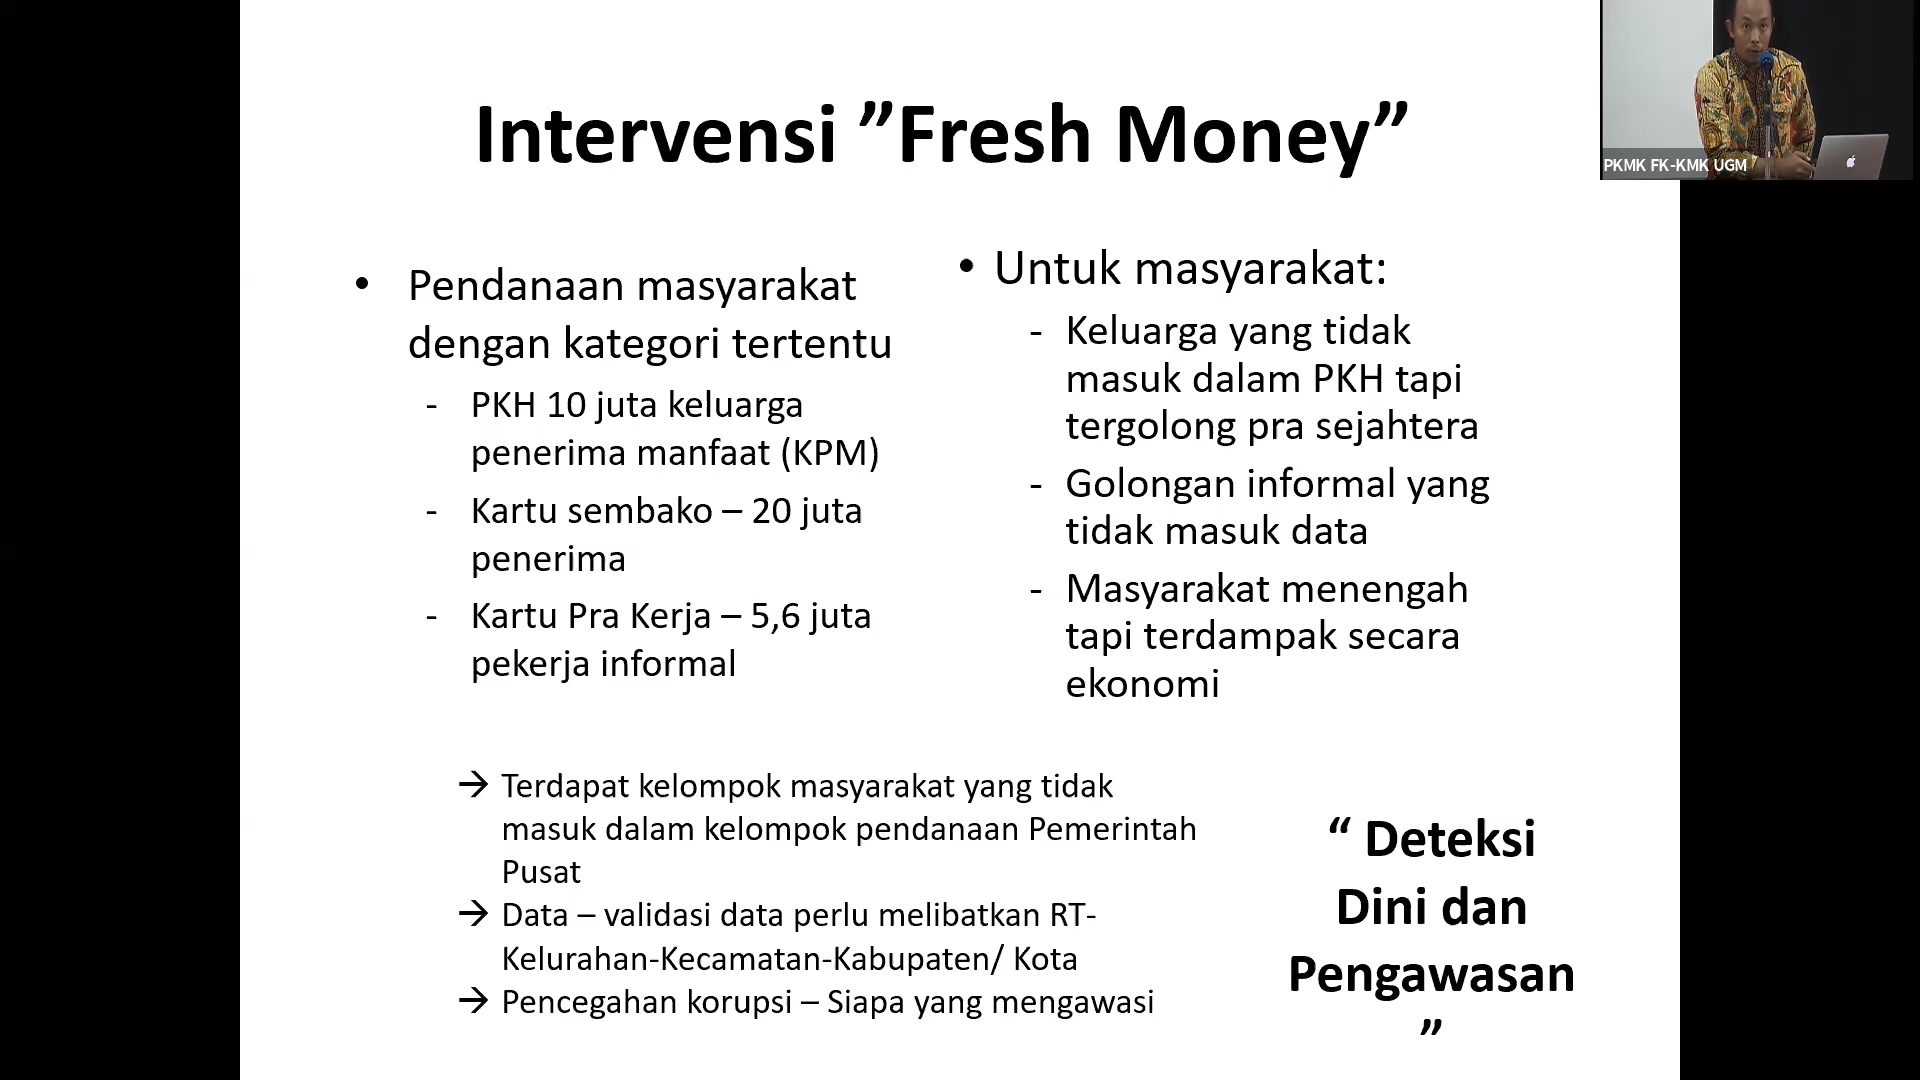 Intervensi ”Fresh Money”
• Pendanaan masyarakat
dengan kategori tertentu
- PKH 10 juta keluarga
penerima manfaat (KPM)
- Kartu sembako – 20 juta
penerima
- Kartu Pra Kerja – 5,6 juta
pekerja informal
• Untuk masyarakat:
- Keluarga yang tidak
masuk dalam PKH tapi
tergolong pra sejahtera
- Golongan informal yang
tidak masuk data
- Masyarakat menengah
tapi terdampak secara
ekonomi
→ Terdapat kelompok masyarakat yang tidak
masuk dalam kelompok pendanaan Pemerintah
Pusat
→ Data – validasi data perlu melibatkan RT-
Kelurahan-Kecamatan-Kabupaten/ Kota
→ Pencegahan korupsi – Siapa yang mengawasi
“ Deteksi
Dini dan
Pengawasan
”
PKMK FK-KMK UGM